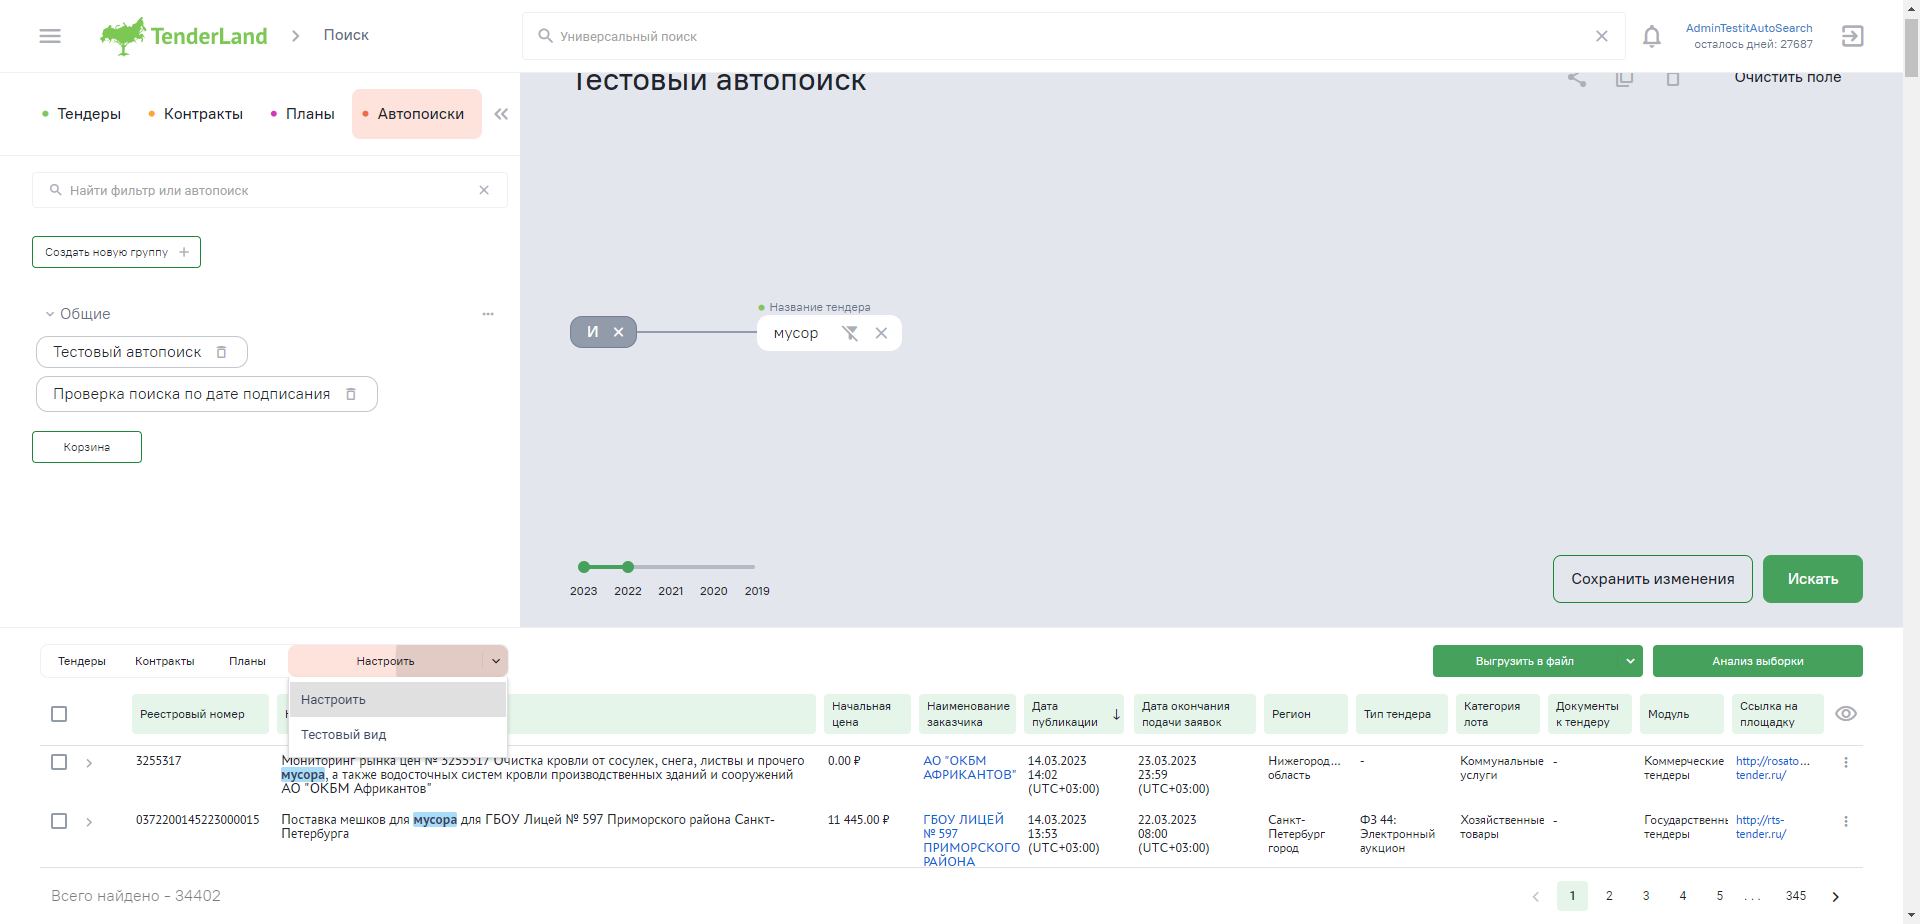 TenderLand
Поиск
Универсальный поиск
AdminTestitAutoSearch
осталось дней: 27687
Тендеры
Контракты
Планы
Автопоиски
Тестовый автопоиск
Очистить поле
Найти фильтр или автопоиск
Создать новую группу
Общие
Тестовый автопоиск
Проверка поиска по дате подписания
Корзина
Название тендера
И
мусор
2023 2022 2021 2020 2019
Сохранить изменения
Искать
Тендеры
Контракты
Планы
Настроить
Выгрузить в файл
Анализ выборки
Настроить
Тестовый вид
Реестровый номер
Начальная
цена
Наименование
заказчика
Дата
публикации
Дата окончания
подачи заявок
Регион
Тип тендера
Категория
лота
Документы
к тендеру
Модуль
Ссылка на
площадку
3255317
Мониторинг рынка цен № 3255317 Очистка кровли от сосулек, снега, листвы и прочего
мусора, а также водосточных систем кровли производственных зданий и сооружений
АО "ОКБМ Африкантов"
0.00 ₽
АО "ОКБМ
АФРИКАНТОВ"
14.03.2023
14:02
(UTC+03:00)
23.03.2023
23:59
(UTC+03:00)
Нижегород...
область
-
Коммунальные
услуги
-
Коммерческие
тендеры
http://rosato...
tender.ru/
0372200145223000015
Поставка мешков для мусора для ГБОУ Лицей № 597 Приморского района Санкт-
Петербурга
11 445.00 ₽
ГБОУ ЛИЦЕЙ
№ 597
ПРИМОРСКОГО
РАЙОНА
14.03.2023
13:53
(UTC+03:00)
22.03.2023
08:00
(UTC+03:00)
Санкт-
Петербург
город
ФЗ 44:
Электронный
аукцион
Хозяйственные
товары
-
Государственн
тендеры
http://rts-
tender.ru/
Всего найдено - 34402
1 2 3 4 5 ... 345